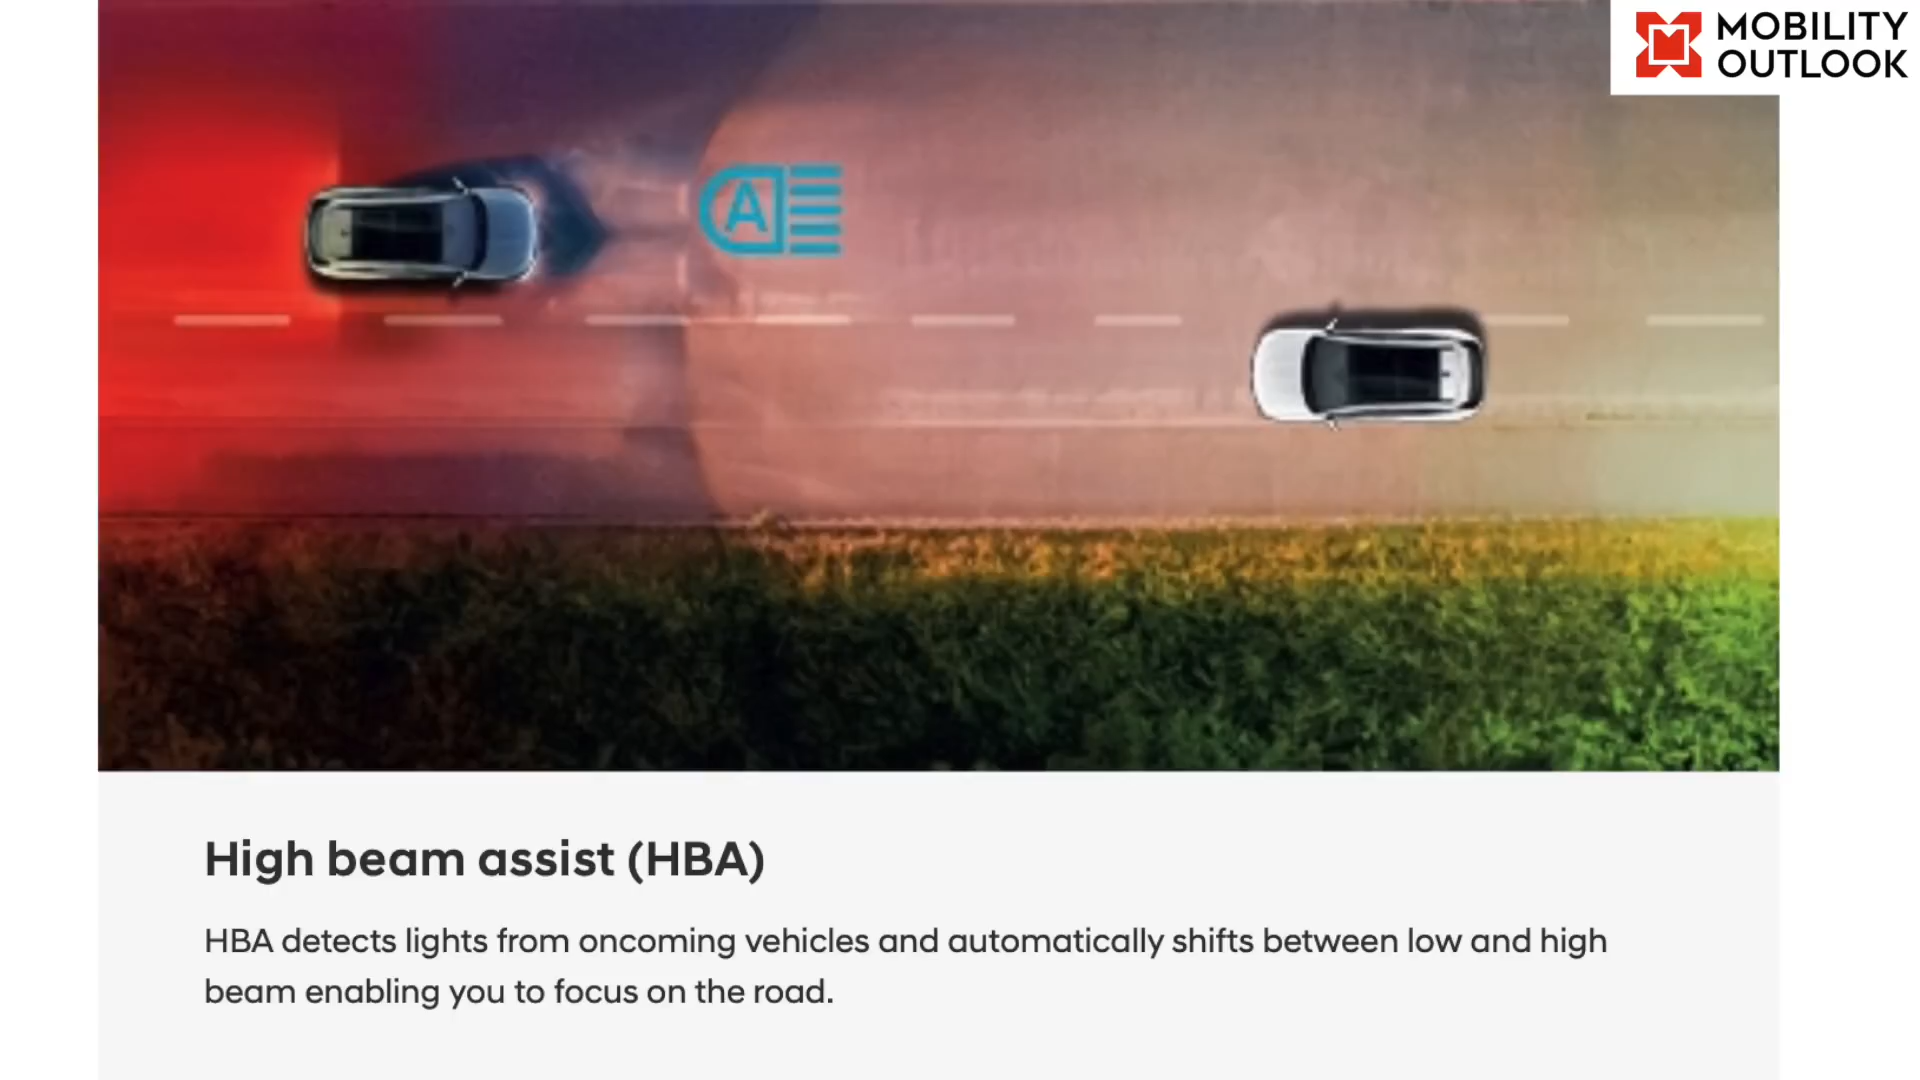 MOBILITY
OUTLOOK
A
High beam assist (HBA)
HBA detects lights from oncoming vehicles and automatically shifts between low and high
beam enabling you to focus on the road.